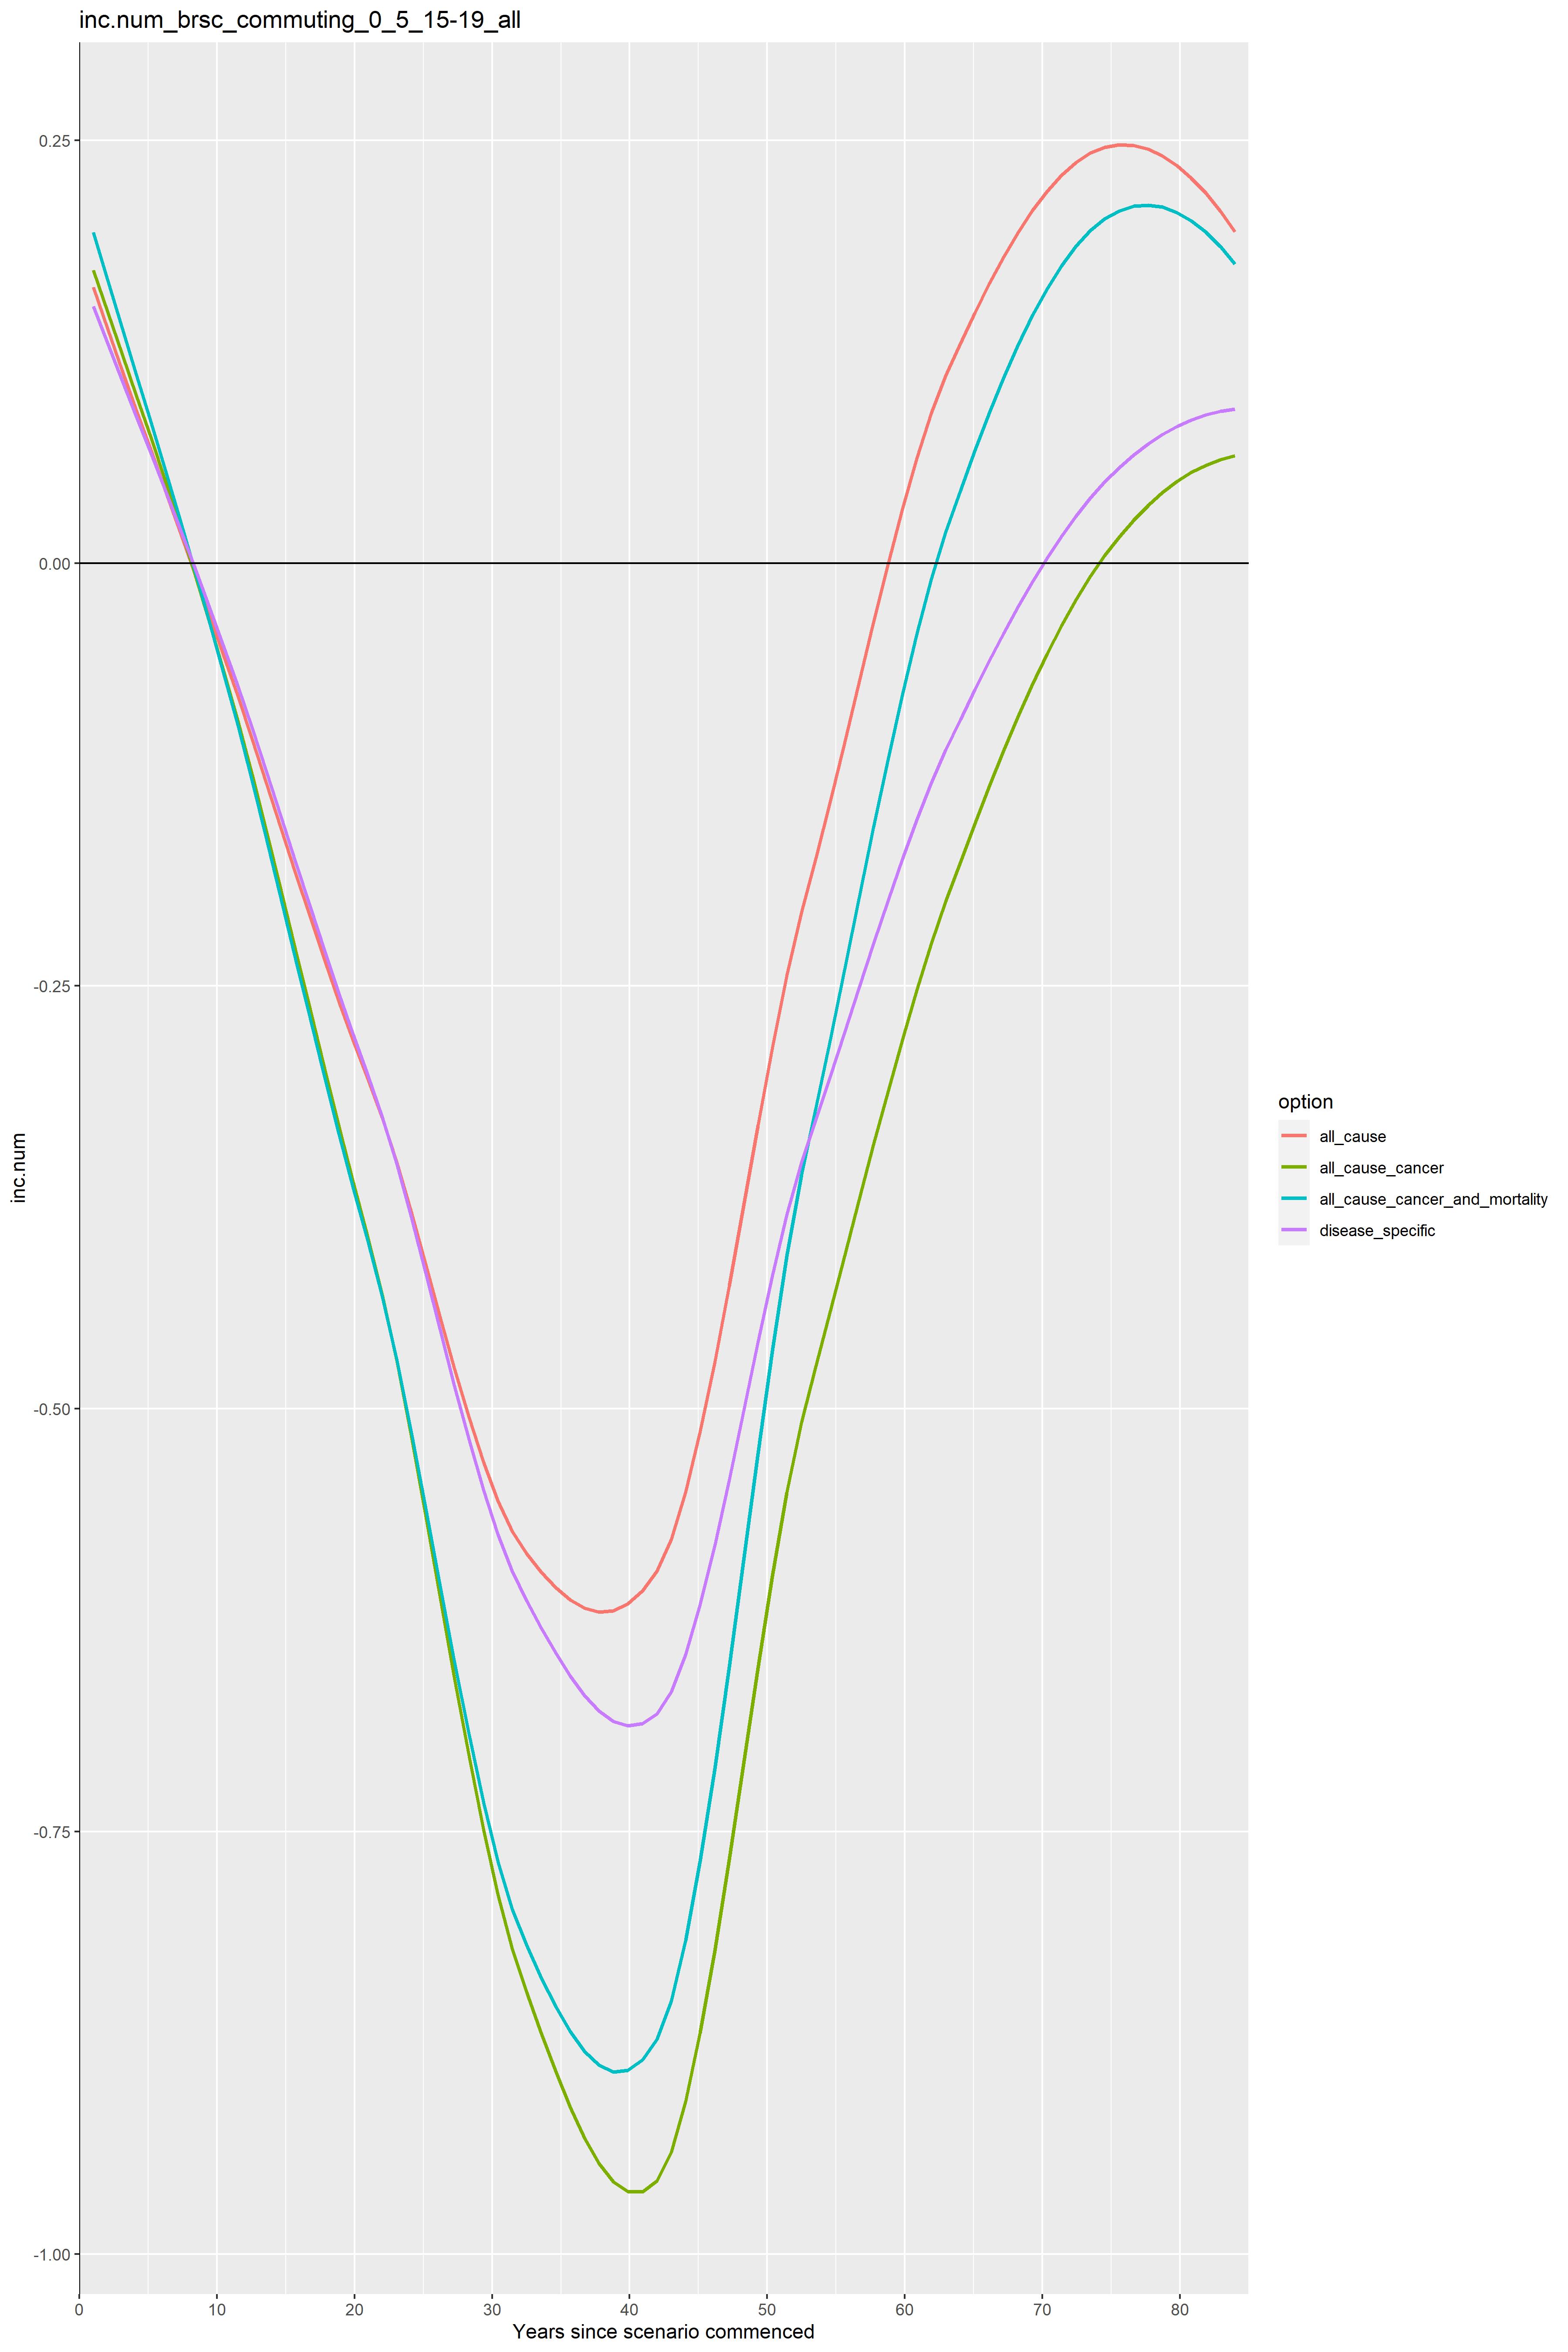 inc.num_brsc_commuting_0_5_15-19_all
0.25
0.00
-0.25
-0.50
-0.75
-1.00
inc.num
0 10 20 30 40 50 60 70 80
Years since scenario commenced
option
all_cause
all_cause_cancer
all_cause_cancer_and_mortality
disease_specific